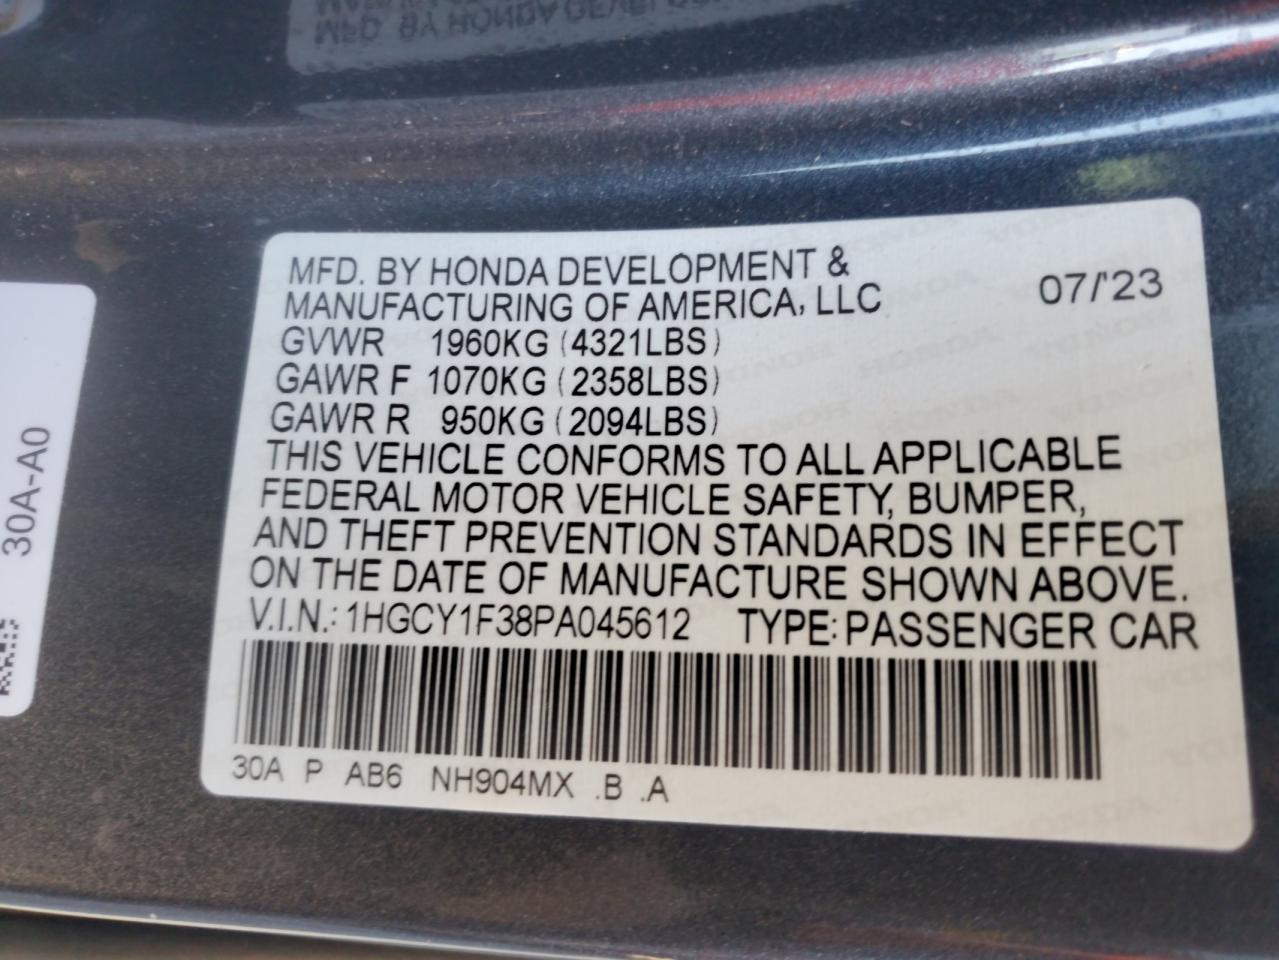 MFD. BY HONDA DEVELOPMENT &
MANUFACTURING OF AMERICA, LLC 07/'23
GVWR 1960KG (4321LBS)
GAWR F 1070KG (2358LBS)
GAWR R 950KG (2094LBS)
THIS VEHICLE CONFORMS TO ALL APPLICABLE
FEDERAL MOTOR VEHICLE SAFETY, BUMPER,
AND THEFT PREVENTION STANDARDS IN EFFECT
ON THE DATE OF MANUFACTURE SHOWN ABOVE.
V.I.N.: 1HGCY1F38PA045612 TYPE: PASSENGER CAR
30A P AB6 NH904MX .B .A
30A-A0